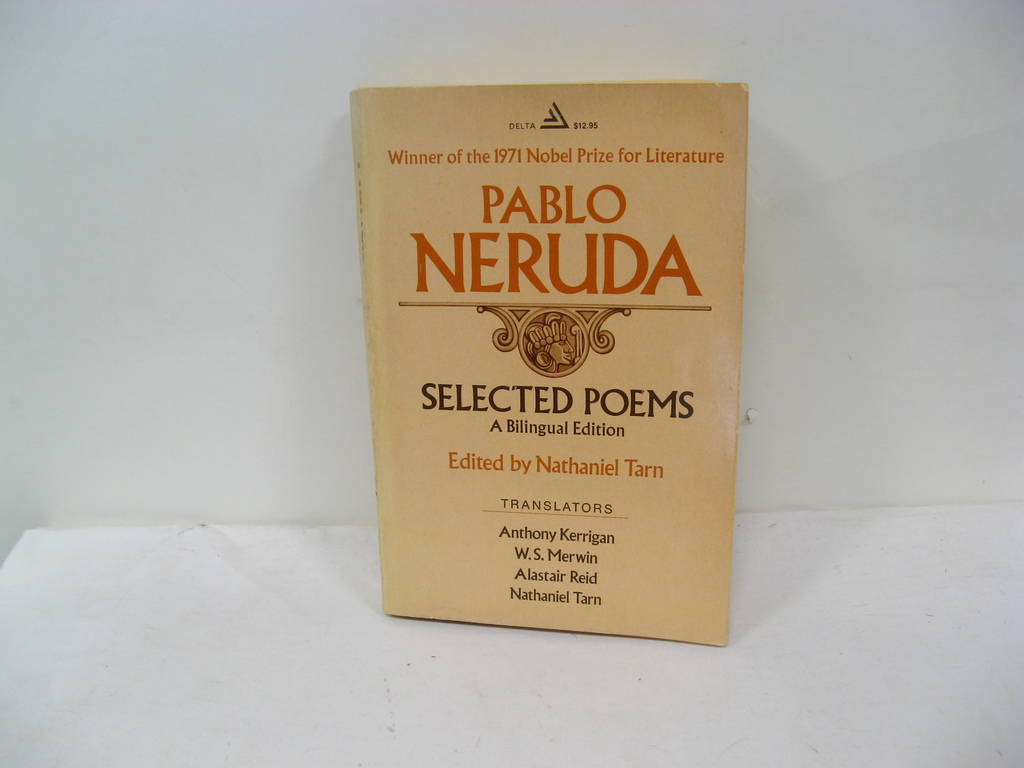 DELTA $12.95
Winner of the 1971 Nobel Prize for Literature
PABLO
NERUDA
SELECTED POEMS
A Bilingual Edition
Edited by Nathaniel Tarn
TRANSLATORS
Anthony Kerrigan
W. S. Merwin
Alastair Reid
Nathaniel Tarn